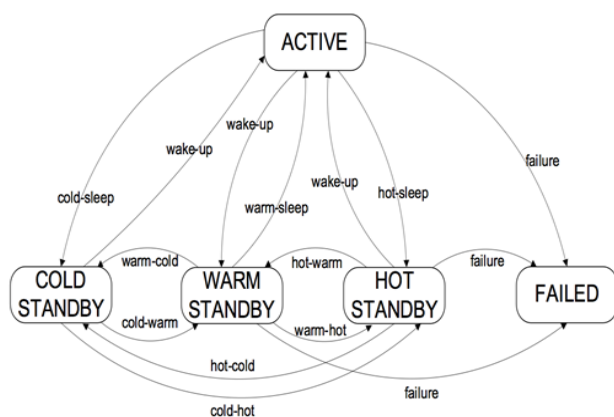 ACTIVE
wake-up
wake-up
failure
cold-sleep
warm-sleep
wake-up
hot-sleep
warm-cold
hot-warm
failure
COLD
STANDBY
WARM
STANDBY
HOT
STANDBY
FAILED
cold-warm
warm-hot
hot-cold
failure
cold-hot